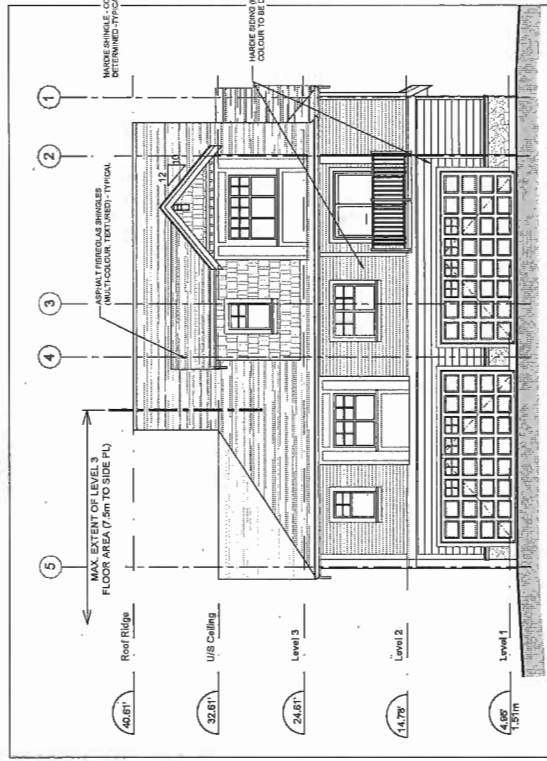 HARDIE SHINGLE - CO
DETERMINED - TYPICA
HARDIE SIDING (
COLOUR TO BE D
1
2
3
4
5
12
10
ASPHALT FIBREGLAS SHINGLES
(MULTI-COLOUR, TEXTURED) - TYPICAL
MAX. EXTENT OF LEVEL 3
FLOOR AREA (7.5m TO SIDE PL)
40.61' Roof Ridge
32.61' U/S Ceiling
24.61' Level 3
14.78' Level 2
4.95' Level 1
1.51m